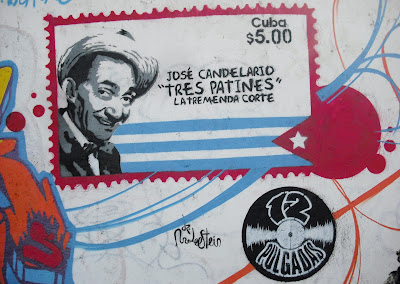 Cuba
$5.00
JOSÉ CANDELARIO
"TRES PATINES"
LA TREMENDA CORTE
12
PULGADAS